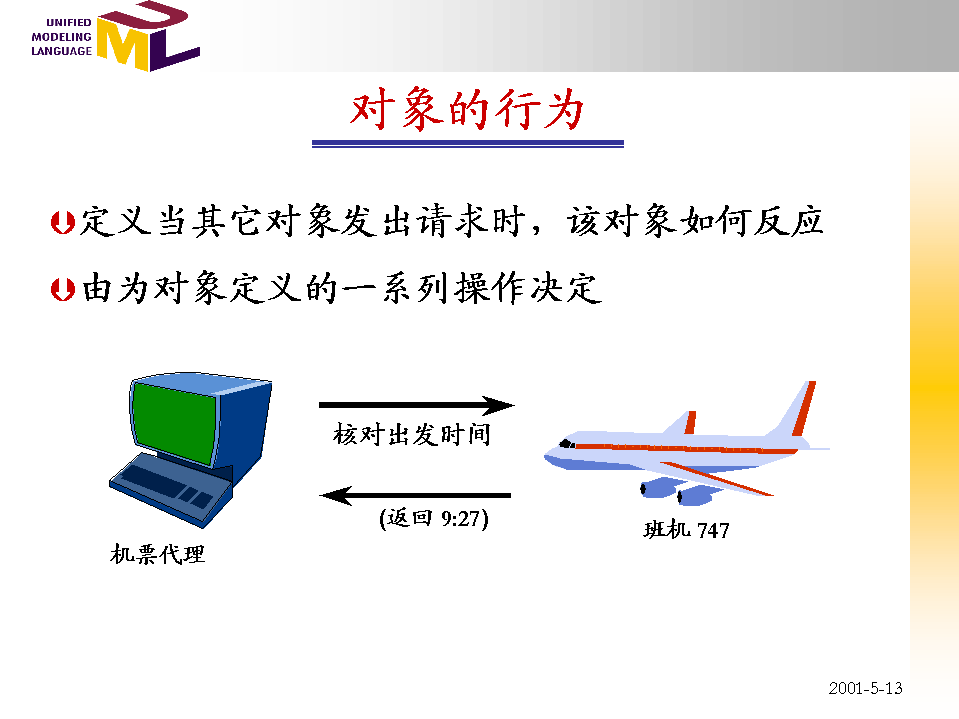 UNIFIED
MODELING
LANGUAGE
UML
对象的行为
定义当其它对象发出请求时，该对象如何反应
由为对象定义的一系列操作决定
核对出发时间
(返回 9:27)
机票代理
班机 747
2001-5-13